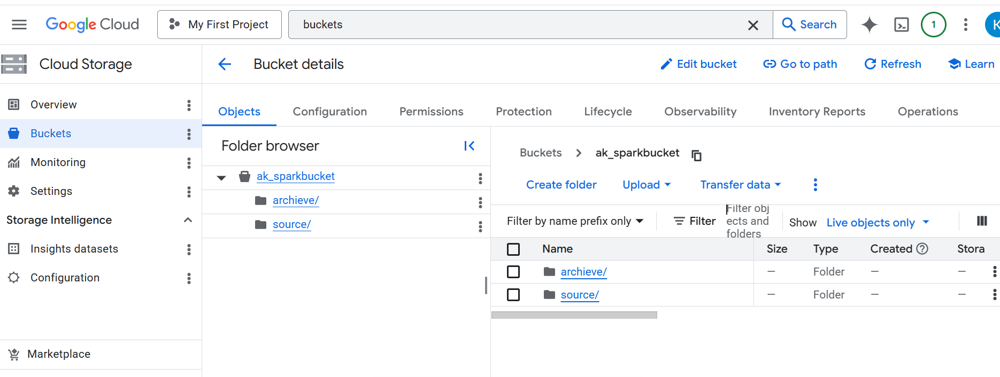 Google Cloud
My First Project
buckets
Search
1
K
Cloud Storage
Bucket details
Edit bucket
Go to path
Refresh
Learn
Overview
Buckets
Monitoring
Settings
Storage Intelligence
Insights datasets
Configuration
Marketplace
Objects
Configuration
Permissions
Protection
Lifecycle
Observability
Inventory Reports
Operations
Folder browser
ak_sparkbucket
archieve/
source/
Buckets
ak_sparkbucket
Create folder
Upload
Transfer data
Filter by name prefix only
Filter
Filter obj
ects and
folders
Show
Live objects only
Name Size Type Created Stora
archieve/ — Folder — —
source/ — Folder — —